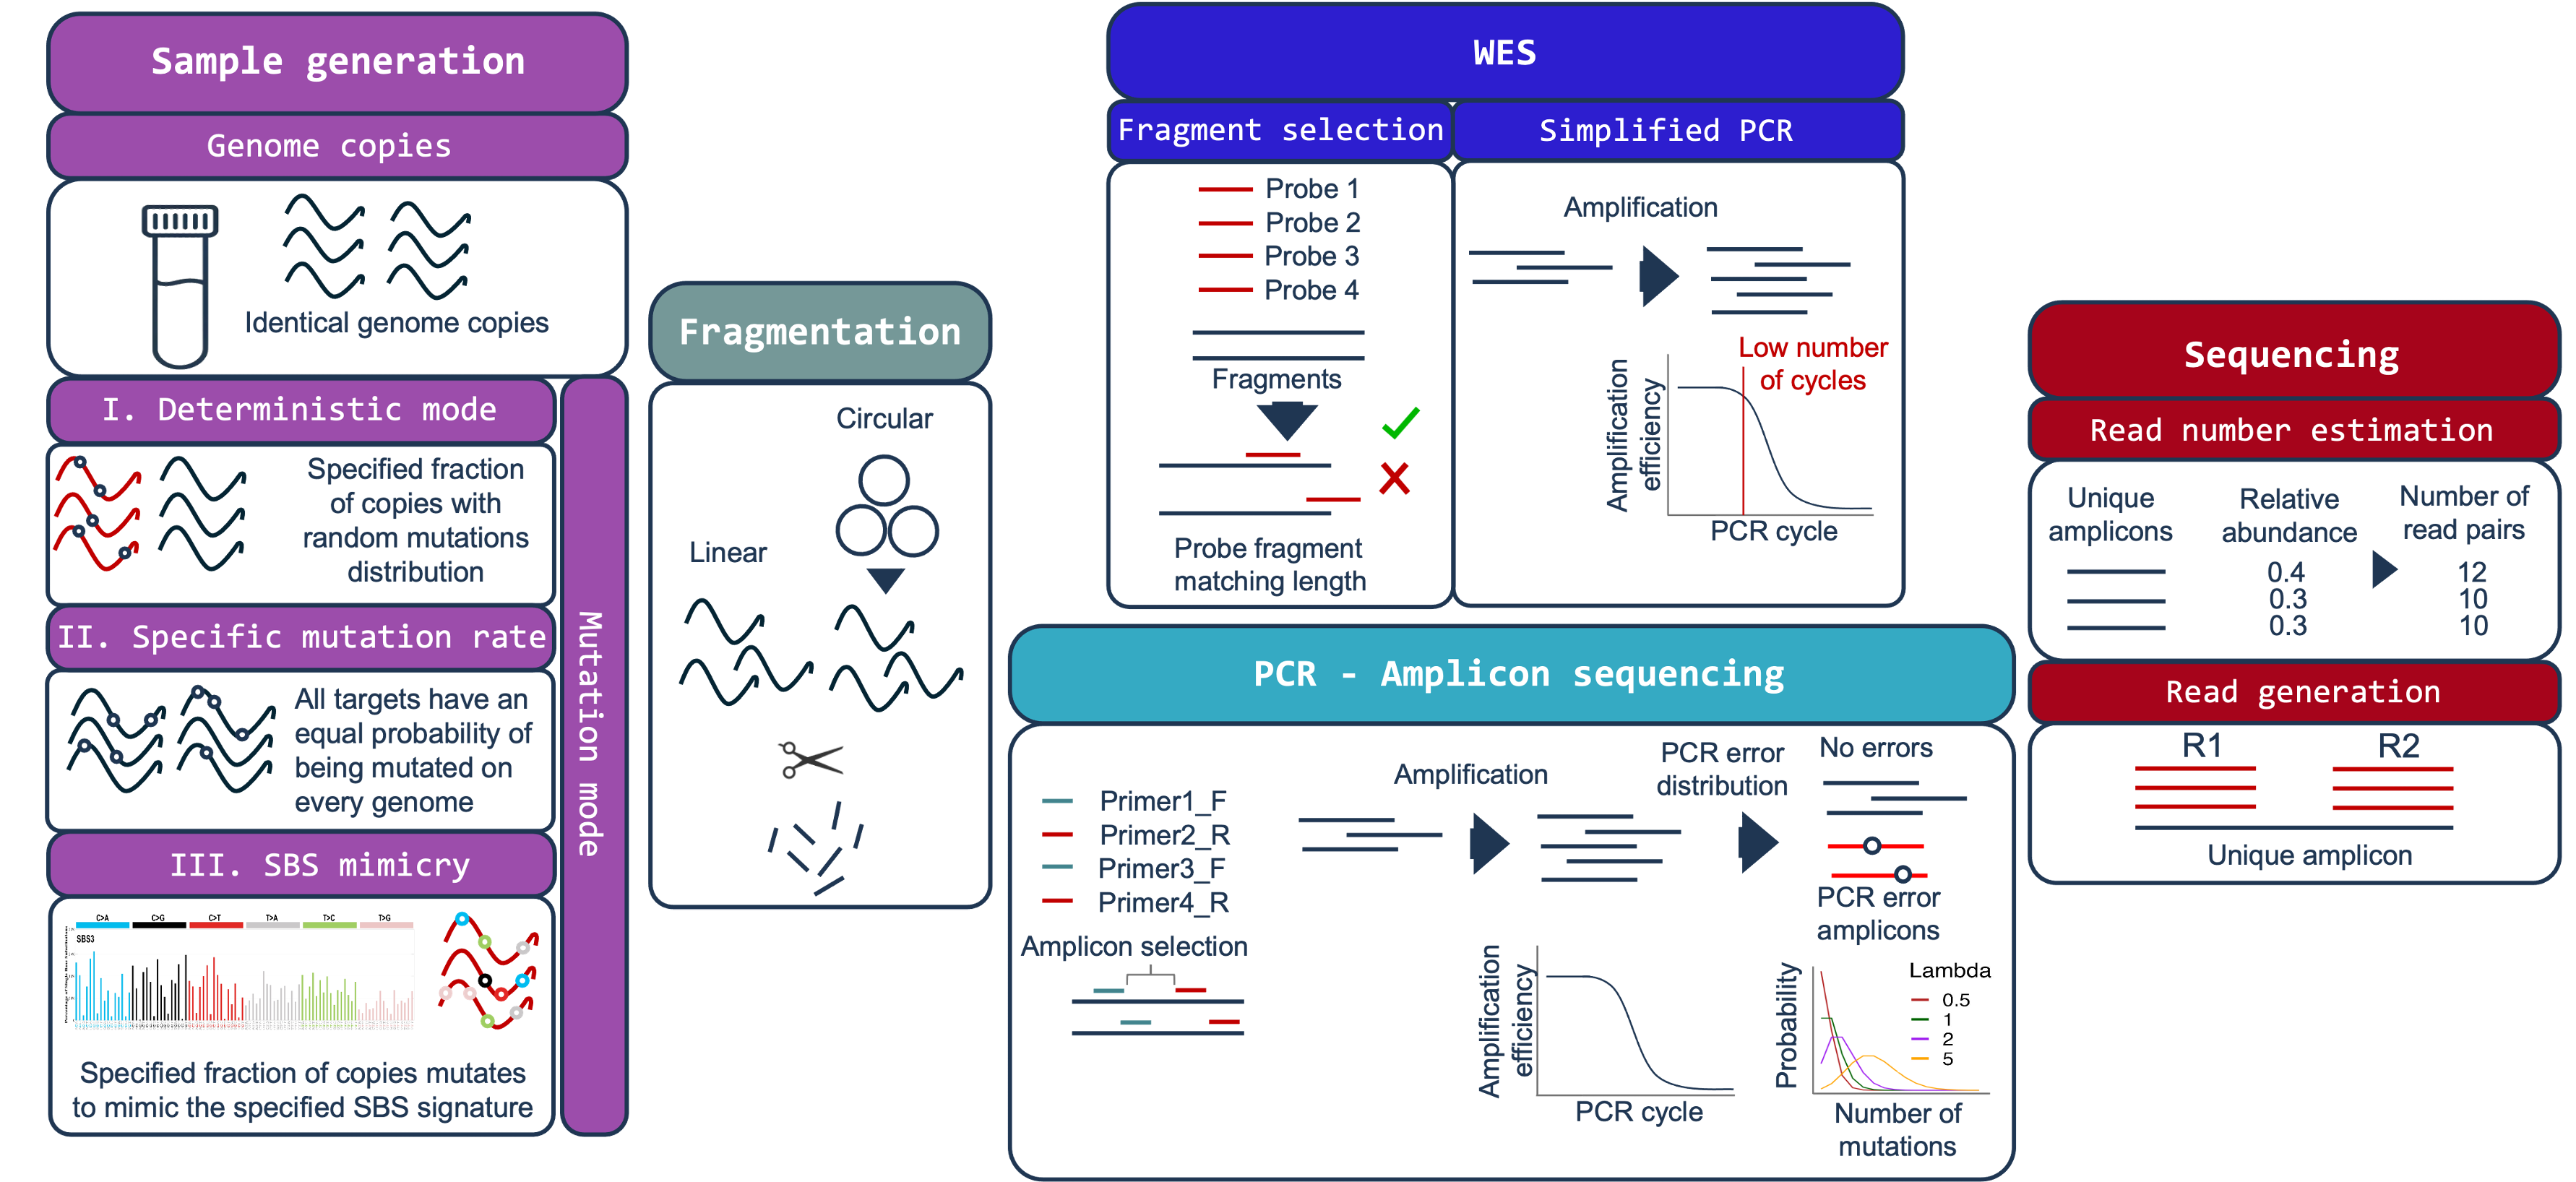 Sample generation
Genome copies
Identical genome copies
I. Deterministic mode
Specified fraction
of copies with
random mutations
distribution
II. Specific mutation rate
All targets have an
equal probability of
being mutated on
every genome
III. SBS mimicry
C>A
C>G
C>T
T>A
T>C
T>G
SBS3
Specified fraction of copies mutates
to mimic the specified SBS signature
Mutation mode
Fragmentation
Circular
Linear
WES
Fragment selection
Probe 1
Probe 2
Probe 3
Probe 4
Fragments
Probe fragment
matching length
Simplified PCR
Amplification
Low number
of cycles
Amplification
efficiency
PCR cycle
PCR - Amplicon sequencing
Primer1_F
Primer2_R
Primer3_F
Primer4_R
Amplicon selection
Amplification
PCR error
distribution
No errors
PCR error
amplicons
Amplification
efficiency
PCR cycle
Probability
Lambda
0.5
1
2
5
Number of
mutations
Sequencing
Read number estimation
Unique
amplicons
Relative
abundance
Number of
read pairs
0.4 12
0.3 10
0.3 10
Read generation
R1 R2
Unique amplicon